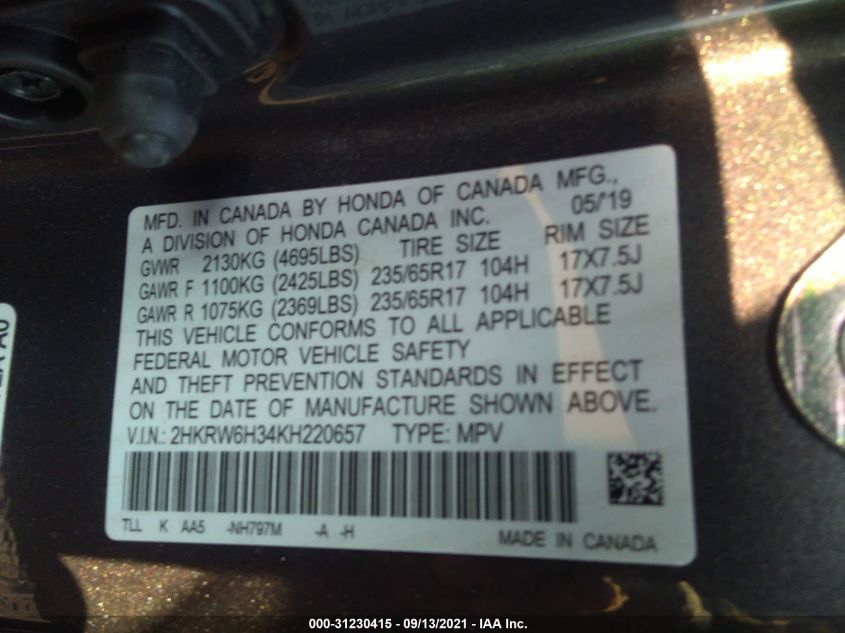 MFD. IN CANADA BY HONDA OF CANADA MFG.,
A DIVISION OF HONDA CANADA INC. 05/'19
GVWR 2130KG (4695LBS) TIRE SIZE RIM SIZE
GAWR F 1100KG (2425LBS) 235/65R17 104H 17X7.5J
GAWR R 1075KG (2369LBS) 235/65R17 104H 17X7.5J
THIS VEHICLE CONFORMS TO ALL APPLICABLE
FEDERAL MOTOR VEHICLE SAFETY
AND THEFT PREVENTION STANDARDS IN EFFECT
ON THE DATE OF MANUFACTURE SHOWN ABOVE.
V.I.N.: 2HKRW6H34KH220657 TYPE: MPV
TLL K AA5 -NH797M -A -H
MADE IN CANADA
000-31230415 - 09/13/2021 - IAA Inc.